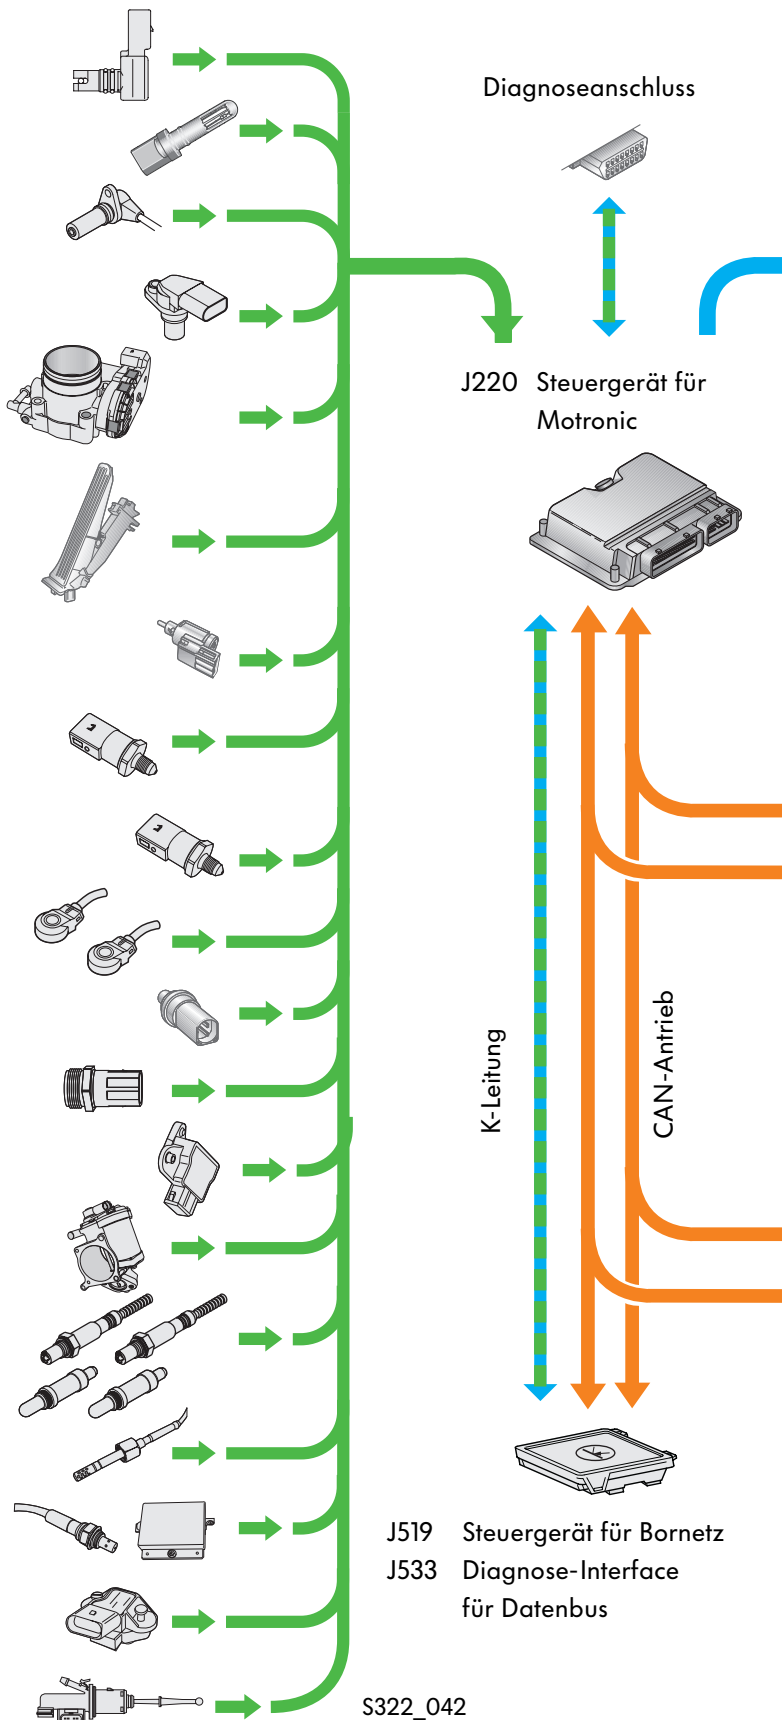 Diagnoseanschluss
J220 Steuergerät für
Motronic
K-Leitung
CAN-Antrieb
J519 Steuergerät für Bornetz
J533 Diagnose-Interface
für Datenbus
S322_042